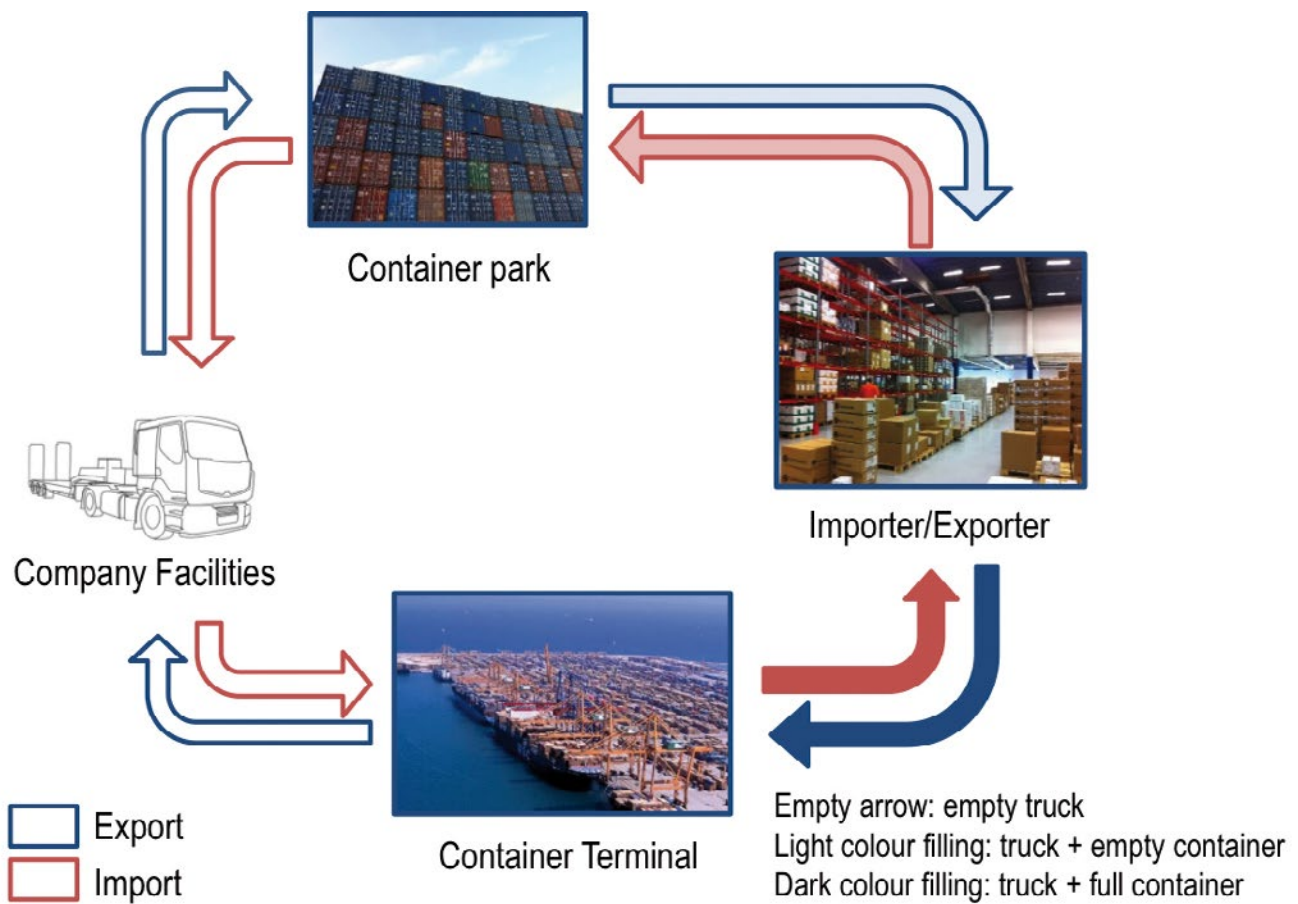 Container park
Importer/Exporter
Company Facilities
Container Terminal
Export
Import
Empty arrow: empty truck
Light colour filling: truck + empty container
Dark colour filling: truck + full container